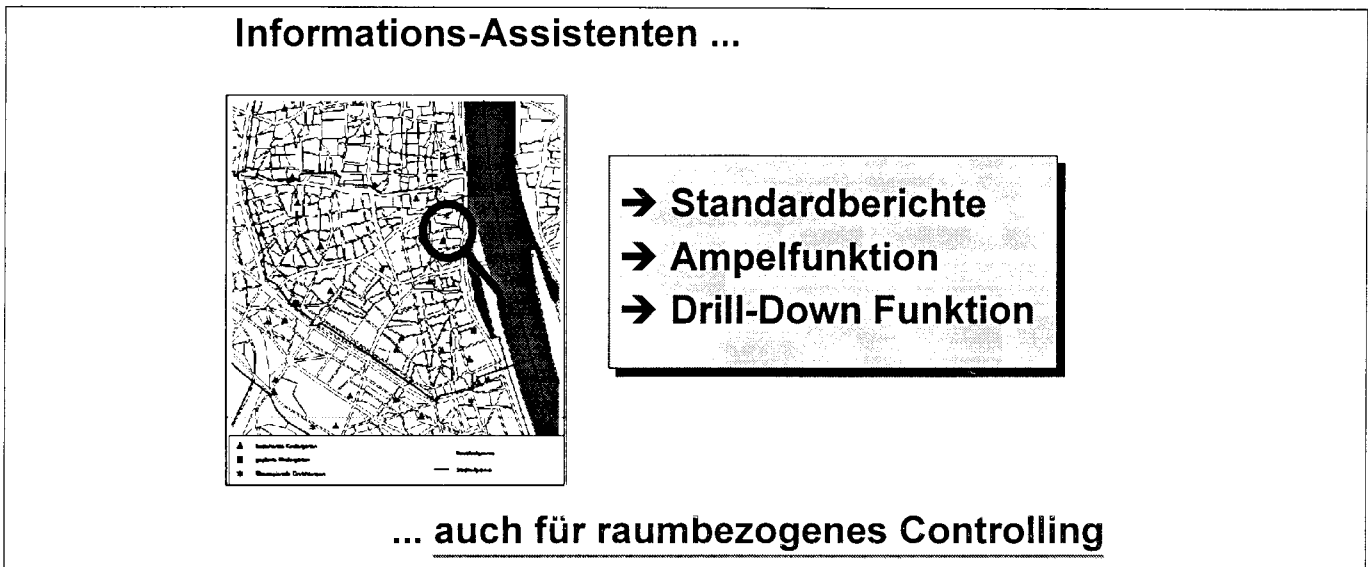 Informations-Assistenten ...
➔ Standardberichte
➔ Ampelfunktion
➔ Drill-Down Funktion
... auch für raumbezogenes Controlling